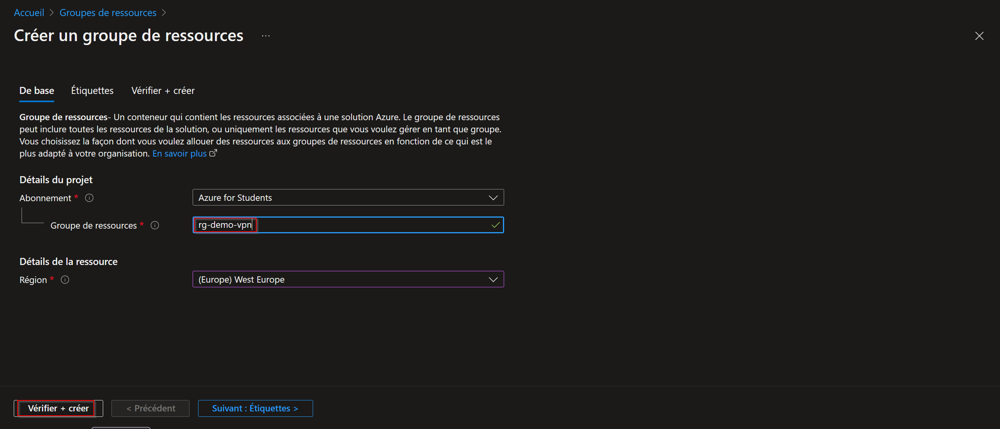 Accueil > Groupes de ressources >
Créer un groupe de ressources ...
De base Étiquettes Vérifier + créer
Groupe de ressources- Un conteneur qui contient les ressources associées à une solution Azure. Le groupe de ressources
peut inclure toutes les ressources de la solution, ou uniquement les ressources que vous voulez gérer en tant que groupe.
Vous choisissez la façon dont vous voulez allouer des ressources aux groupes de ressources en fonction de ce qui est le
plus adapté à votre organisation. En savoir plus
Détails du projet
Abonnement * Azure for Students
Groupe de ressources * rg-demo-vpn
Détails de la ressource
Région * (Europe) West Europe
Vérifier + créer < Précédent Suivant : Étiquettes >